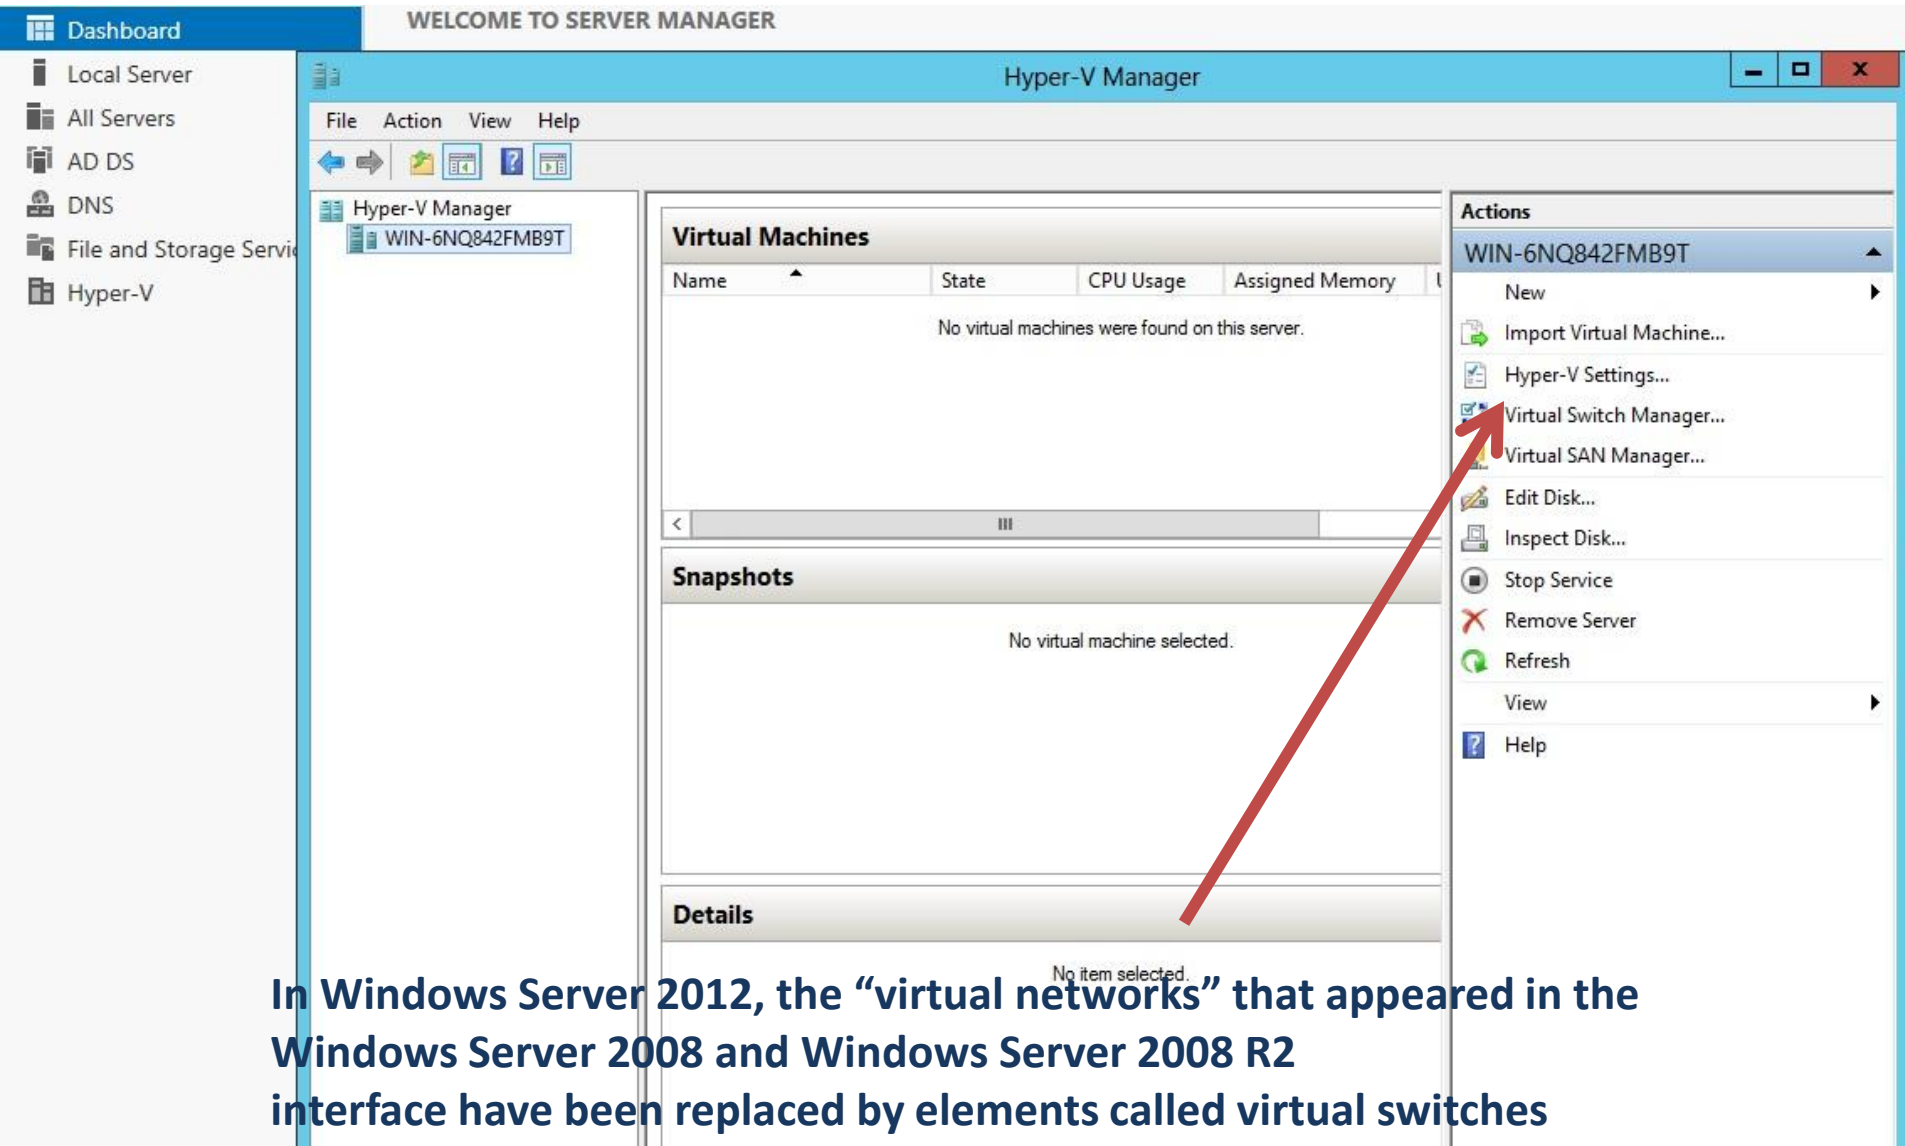 WELCOME TO SERVER MANAGER
Dashboard
Local Server
All Servers
AD DS
DNS
File and Storage
Hyper-V
Hyper-V Manager
File Action View Help
Hyper-V Manager
WIN-6NQ842FMB9T
Virtual Machines
Name State CPU Usage Assigned Memory
No virtual machines were found on this server.
Snapshots
No virtual machine selected.
Details
No item selected.
Actions
WIN-6NQ842FMB9T
New
Import Virtual Machine...
Hyper-V Settings...
Virtual Switch Manager...
Virtual SAN Manager...
Edit Disk...
Inspect Disk...
Stop Service
Remove Server
Refresh
View
Help
In Windows Server 2012, the “virtual networks” that appeared in the
Windows Server 2008 and Windows Server 2008 R2
interface have been replaced by elements called virtual switches